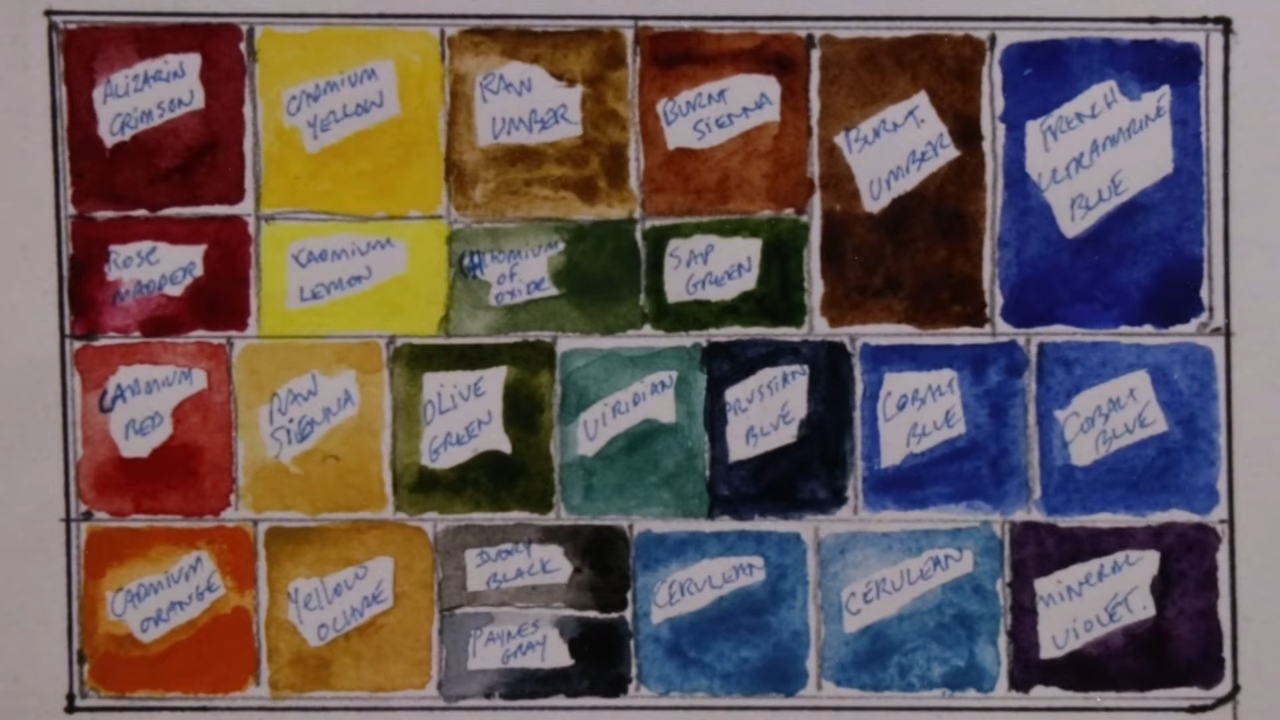 ALIZARIN
CRIMSON
CADMIUM
YELLOW
RAW
UMBER
BURNT
SIENNA
BURNT.
UMBER
FRENCH
ULTRAMARINE
BLUE
ROSE
MADDER
CADMIUM
LEMON
CHROMIUM
OF
OXIDE
SAP
GREEN
CADMIUM
RED
RAW
SIENNA
OLIVE
GREEN
VIRIDIAN
PRUSSIAN
BLUE
COBALT
BLUE
COBALT
BLUE
CADMIUM
ORANGE
YELLOW
OCHRE
IVORY
BLACK
PAYNES
GRAY
CERULEAN
CERULEAN
MINERAL
VIOLET.